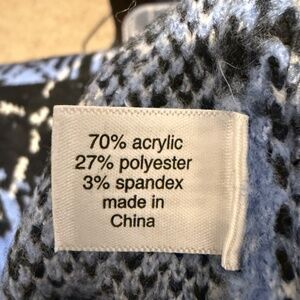 70% acrylic
27% polyester
3% spandex
made in
China